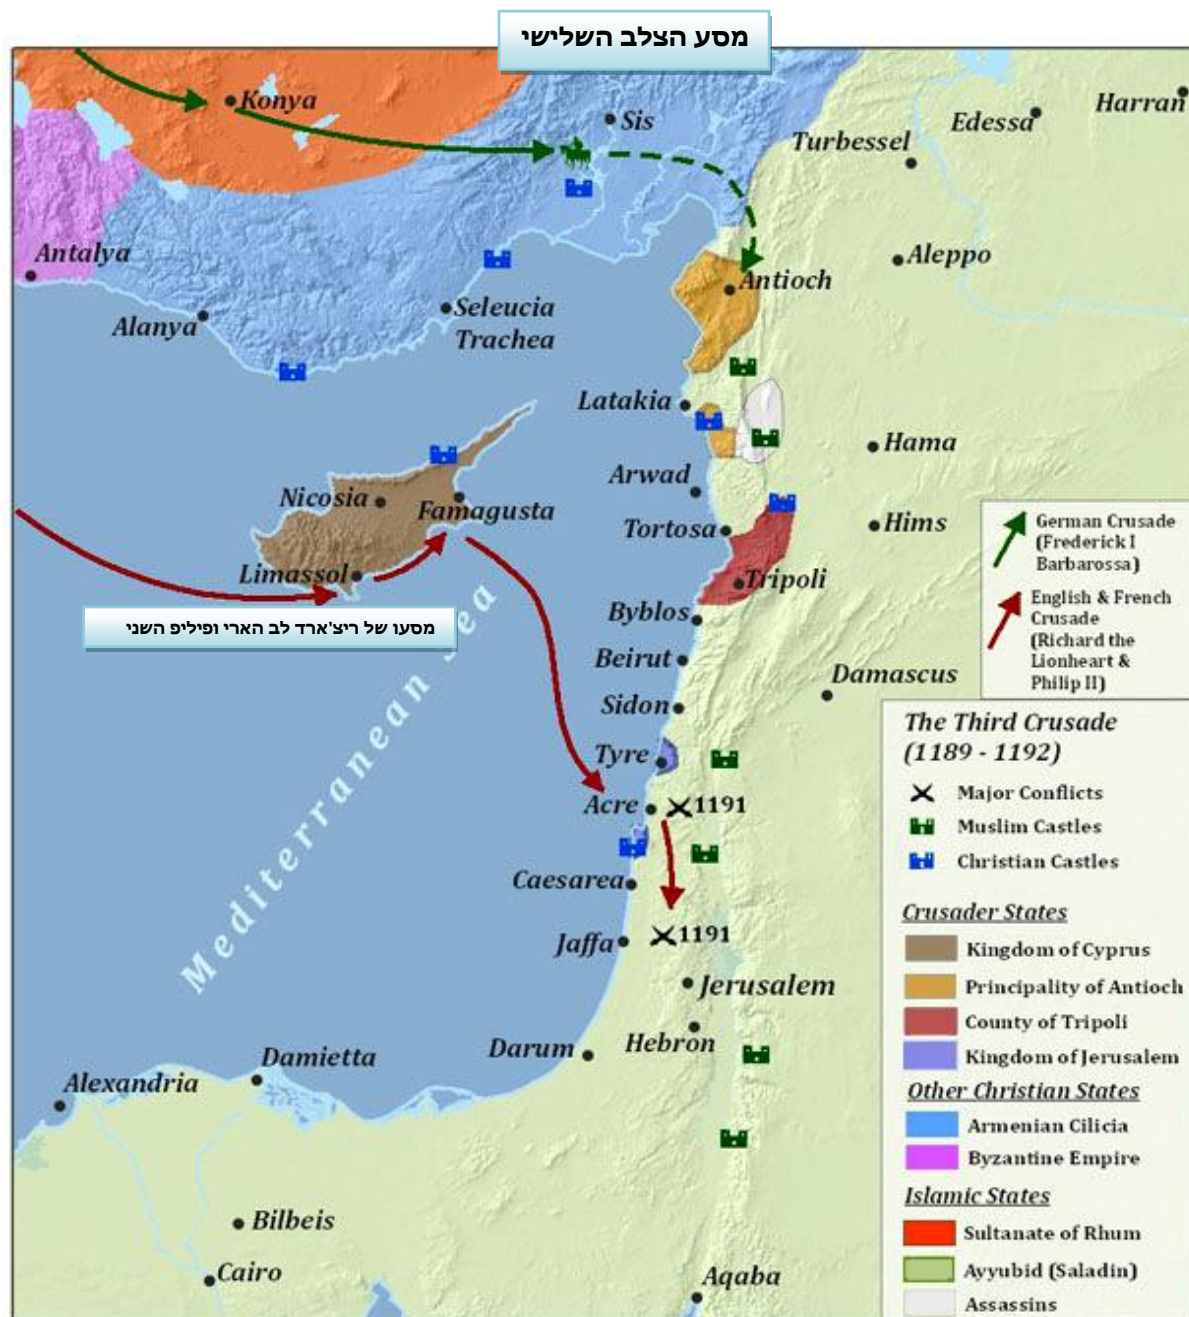 מסע הצלב השלישי
Konya
Sis
Edessa
Harran
Turbessel
Antalya
Aleppo
Antioch
Alanya
Seleucia
Trachea
Latakia
Hama
Arwad
Nicosia
Famagusta
Tortosa
Hims
Limassol
Tripoli
Byblos
מסעו של ריצ'ארד לב הארי ופיליפ השני
Beirut
Damascus
Sidon
Tyre
Acre
1191
Caesarea
Jaffa
1191
Jerusalem
Hebron
Darum
Damietta
Alexandria
Bilbeis
Cairo
Aqaba
Mediterranean Sea
German Crusade
(Frederick I
Barbarossa)
English & French
Crusade
(Richard the
Lionheart &
Philip II)
The Third Crusade
(1189 - 1192)
Major Conflicts
Muslim Castles
Christian Castles
Crusader States
Kingdom of Cyprus
Principality of Antioch
County of Tripoli
Kingdom of Jerusalem
Other Christian States
Armenian Cilicia
Byzantine Empire
Islamic States
Sultanate of Rhum
Ayyubid (Saladin)
Assassins